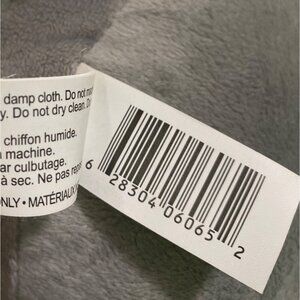 damp cloth. Do not
y. Do not dry clean.
chiffon humide.
machine.
ar culbutage.
à sec. Ne pas
ONLY • MATÉRIAUX
6 28304 06065 2